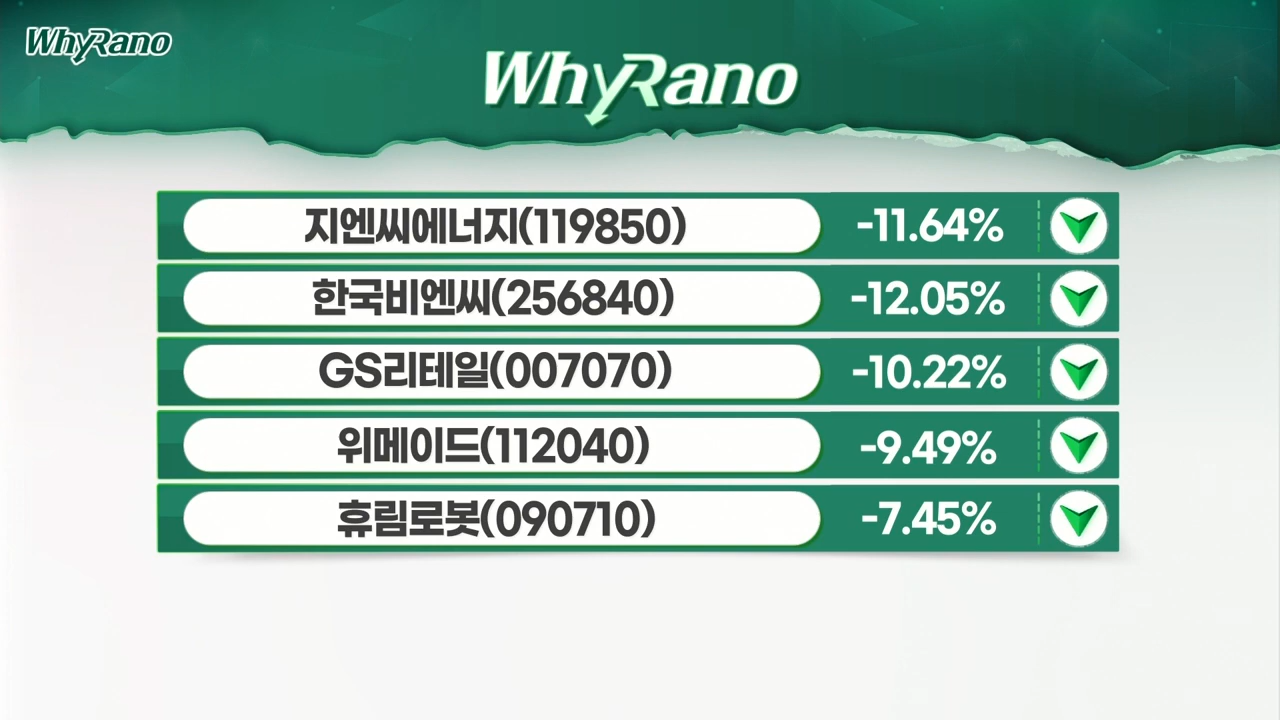 WhyRano
WhyRano
지엔씨에너지(119850) -11.64%
한국비엔씨(256840) -12.05%
GS리테일(007070) -10.22%
위메이드(112040) -9.49%
휴림로봇(090710) -7.45%